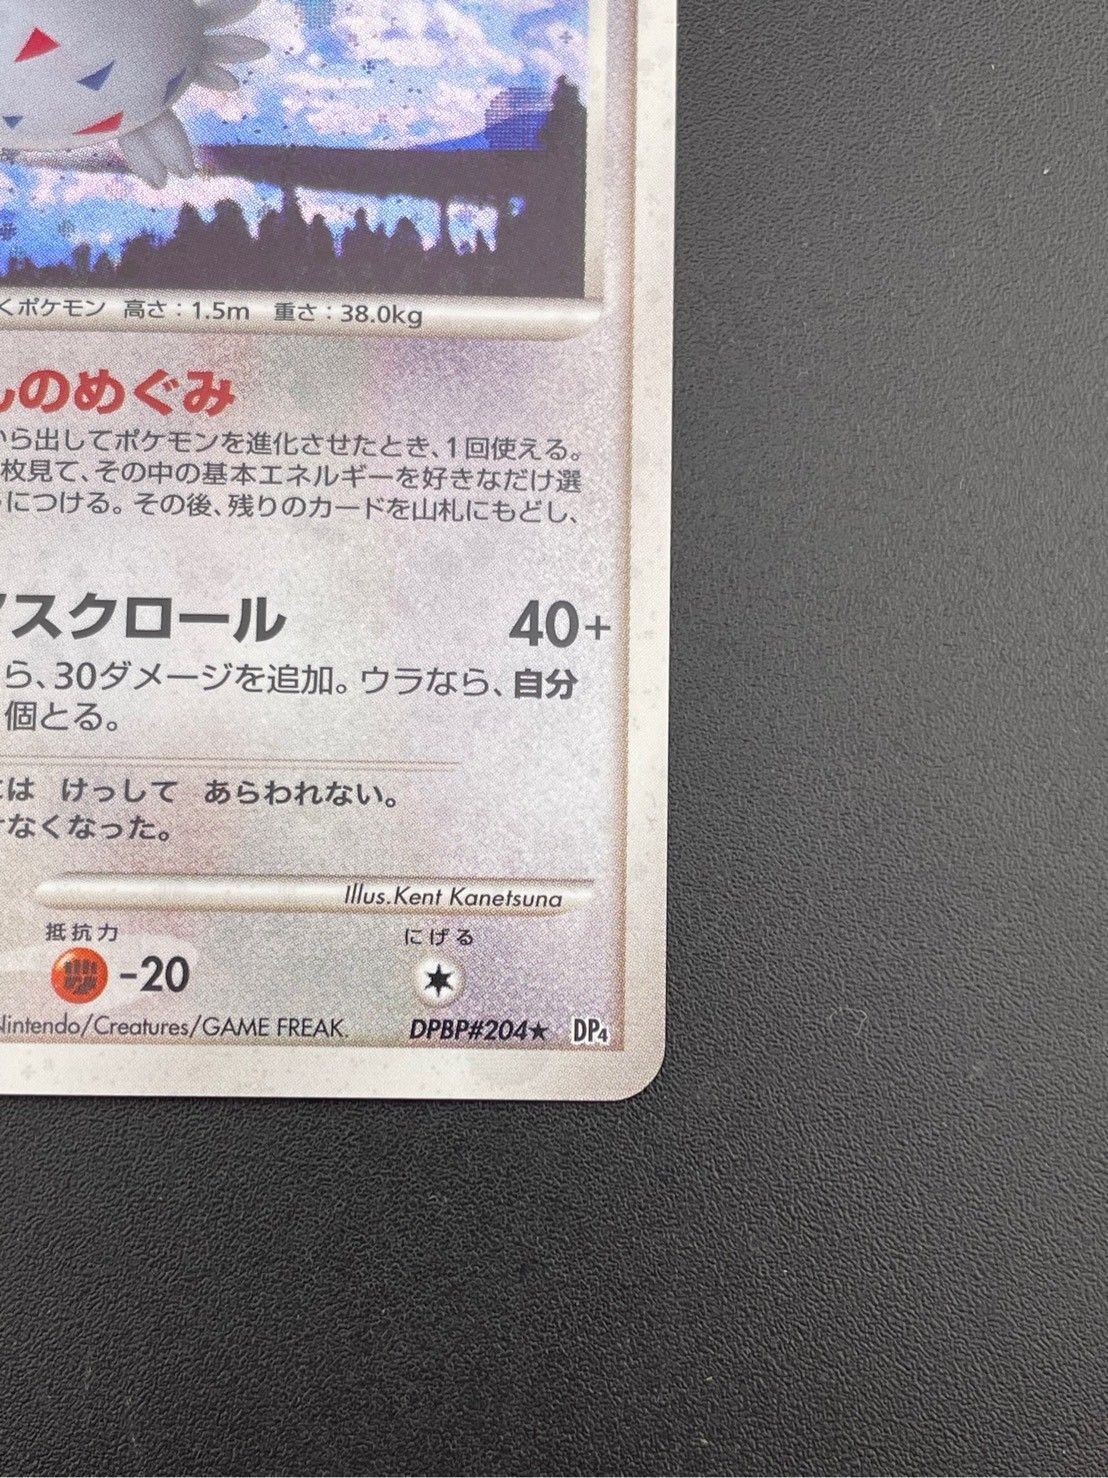 くポケモン 高さ：1.5m 重さ：38.0kg
のめぐみ
から出してポケモンを進化させたとき、1回使える。
枚見て、その中の基本エネルギーを好きなだけ選
につける。その後、残りのカードを山札にもどし、
スクロール 40+
ら、30ダメージを追加。ウラなら、自分
個とる。
には けっして あらわれない。
なくなった。
Illus.Kent Kanetsuna
抵抗力 にげる
-20
Nintendo/Creatures/GAME FREAK. DPBP#204★ DP4